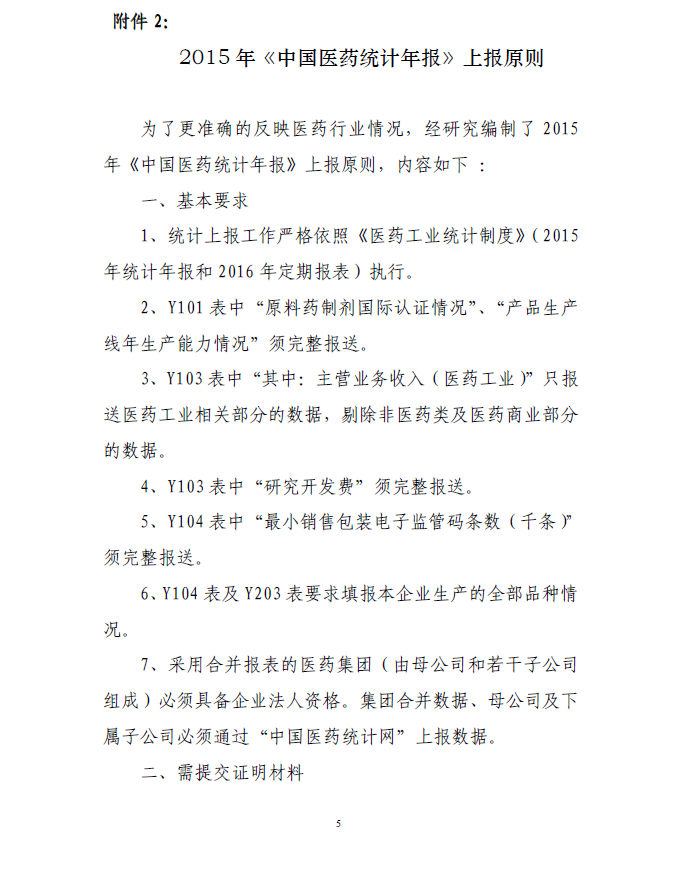 附件 2：
2015 年《中国医药统计年报》上报原则
为了更准确的反映医药行业情况，经研究编制了 2015
年《中国医药统计年报》上报原则，内容如下 ：
一、基本要求
1、统计上报工作严格依照《医药工业统计制度》（2015
年统计年报和 2016 年定期报表）执行。
2、Y101 表中“原料药制剂国际认证情况”、“产品生产
线年生产能力情况”须完整报送。
3、Y103 表中“其中：主营业务收入（医药工业）”只报
送医药工业相关部分的数据，剔除非医药类及医药商业部分
的数据。
4、Y103 表中“研究开发费”须完整报送。
5、Y104 表中“最小销售包装电子监管码条数（千条）”
须完整报送。
6、Y104 表及 Y203 表要求填报本企业生产的全部品种情
况。
7、采用合并报表的医药集团（由母公司和若干子公司
组成）必须具备企业法人资格。集团合并数据、母公司及下
属子公司必须通过“中国医药统计网”上报数据。
二、需提交证明材料
5